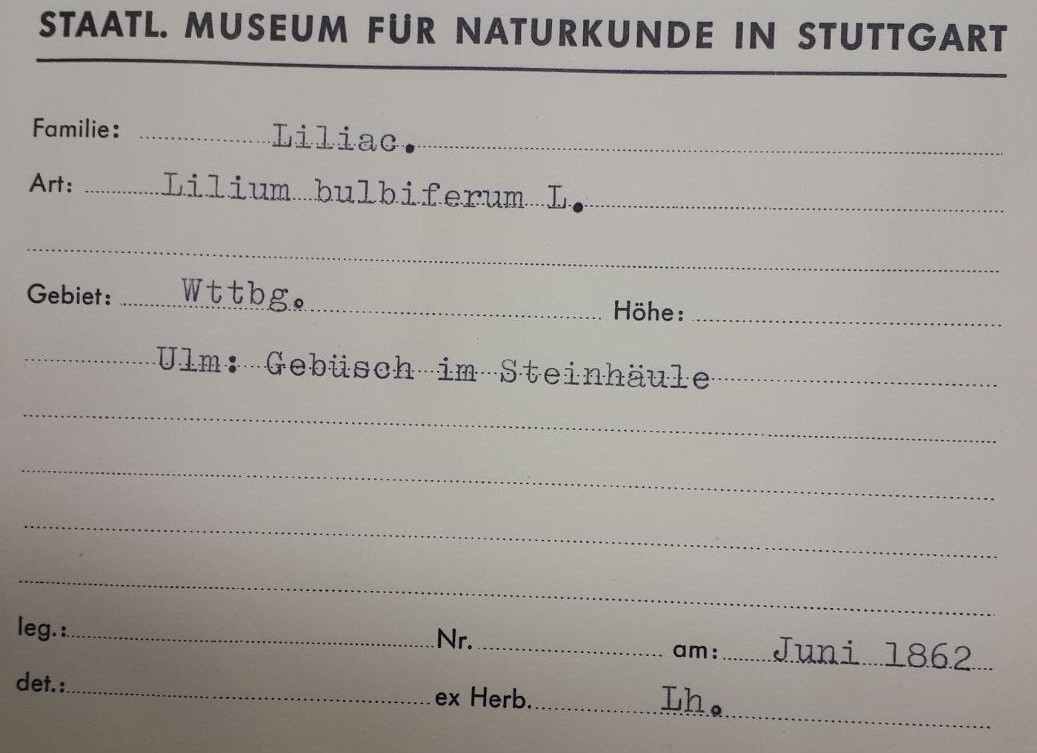 STAATL. MUSEUM FÜR NATURKUNDE IN STUTTGART
Familie: Liliac.
Art: Lilium bulbiferum L.
Gebiet: Wttbg. Höhe:
Ulm: Gebüsch im Steinhäule
leg.: Nr. am: Juni 1862
det.: ex Herb. Lh.